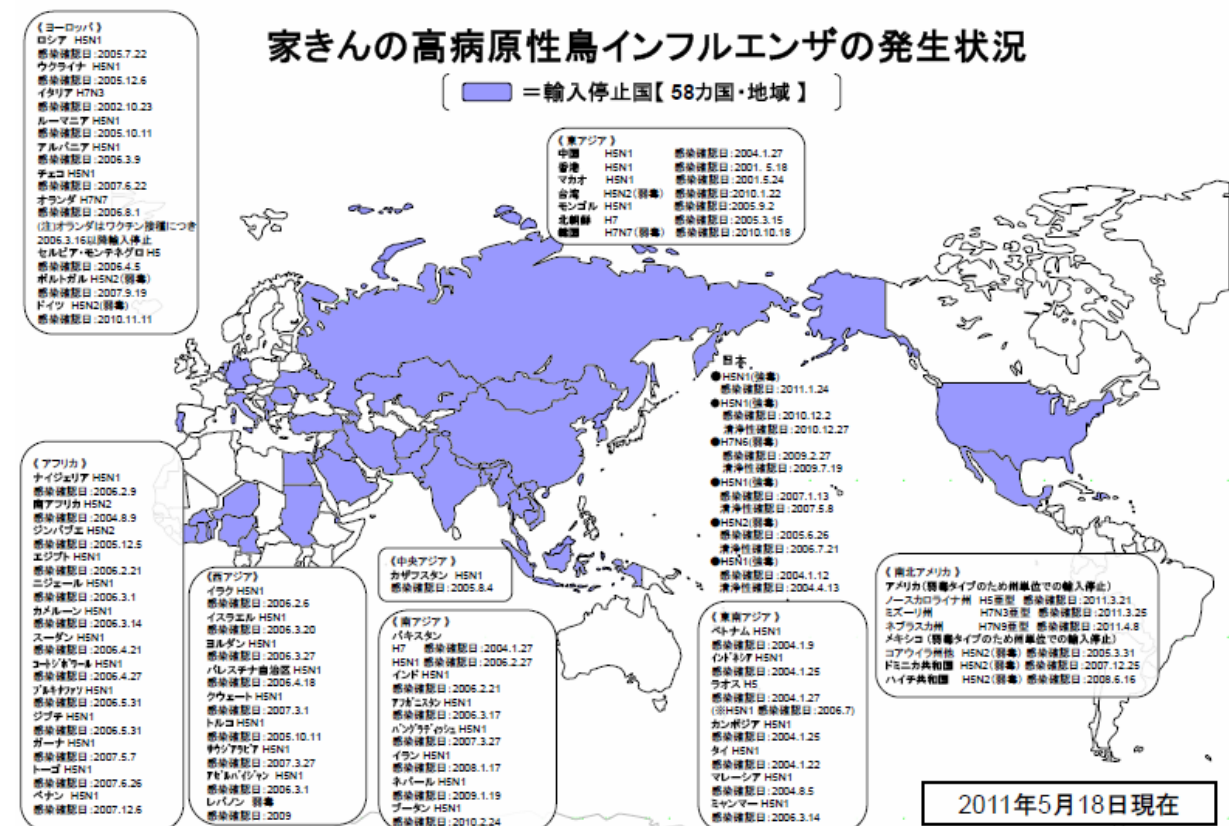 家きんの高病原性鳥インフルエンザの発生状況
＝輸入停止国【 58カ国・地域 】
《 ヨーロッパ 》
ロシア H5N1
感染確認日：2005.7.22
ウクライナ H5N1
感染確認日：2005.12.6
イタリア H7N3
感染確認日：2002.10.23
ルーマニア H5N1
感染確認日：2005.10.11
アルバニア H5N1
感染確認日：2006.3.9
チェコ H5N1
感染確認日：2007.6.22
オランダ H7N7
感染確認日：2006.8.1
(注)オランダはワクチン接種につき
2006.3.16以降輸入停止
セルビア・モンテネグロ H5
感染確認日：2006.4.5
ポルトガル H5N2(弱毒)
感染確認日：2007.9.19
ドイツ H5N2(弱毒)
感染確認日：2010.11.11
《 東アジア 》
中国 H5N1 感染確認日：2004.1.27
香港 H5N1 感染確認日：2001. 5.18
マカオ H5N1 感染確認日：2001.5.24
台湾 H5N2(弱毒) 感染確認日：2010.1.22
モンゴル H5N1 感染確認日：2005.9.2
北朝鮮 H7 感染確認日：2005.3.15
韓国 H7N7(弱毒) 感染確認日：2010.10.18
日本
●H5N1(強毒)
感染確認日：2011.1.24
●H5N1(強毒)
感染確認日：2010.12.2
清浄性確認日：2010.12.27
●H7N6(弱毒)
感染確認日：2009.2.27
清浄性確認日：2009.7.19
●H5N1(強毒)
感染確認日：2007.1.13
清浄性確認日：2007.5.8
●H5N2(弱毒)
感染確認日：2005.6.26
清浄性確認日：2006.7.21
●H5N1(強毒)
感染確認日：2004.1.12
清浄性確認日：2004.4.13
《 アフリカ 》
ナイジェリア H5N1
感染確認日：2006.2.9
南アフリカ H5N2
感染確認日：2004.8.9
ジンバブエ H5N2
感染確認日：2005.12.5
エジプト H5N1
感染確認日：2006.2.21
ニジェール H5N1
感染確認日：2006.3.1
カメルーン H5N1
感染確認日：2006.3.14
スーダン H5N1
感染確認日：2006.4.21
コートジボワール H5N1
感染確認日：2006.4.27
ブルキナファソ H5N1
感染確認日：2006.5.31
ジブチ H5N1
感染確認日：2006.5.31
ガーナ H5N1
感染確認日：2007.5.7
トーゴ H5N1
感染確認日：2007.6.26
ベナン H5N1
感染確認日：2007.12.6
《西アジア》
イラク H5N1
感染確認日：2006.2.6
イスラエル H5N1
感染確認日：2006.3.20
ヨルダン H5N1
感染確認日：2006.3.27
パレスチナ自治区 H5N1
感染確認日：2006.4.18
クウェート H5N1
感染確認日：2007.3.1
トルコ H5N1
感染確認日：2005.10.11
サウジアラビア H5N1
感染確認日：2007.3.27
アゼルバイジャン H5N1
感染確認日：2006.3.1
レバノン 弱毒
感染確認日：2009
《中央アジア 》
カザフスタン H5N1
感染確認日：2005.8.4
《 南アジア 》
パキスタン
H7 感染確認日：2004.1.27
H5N1 感染確認日：2006.2.27
インド H5N1
感染確認日：2006.2.21
アフガニスタン H5N1
感染確認日：2006.3.17
バングラディッシュ H5N1
感染確認日：2007.3.27
イラン H5N1
感染確認日：2008.1.17
ネパール H5N1
感染確認日：2009.1.19
ブータン H5N1
感染確認日：2010.2.24
《 東南アジア 》
ベトナム H5N1
感染確認日：2004.1.9
インドネシア H5N1
感染確認日：2004.1.25
ラオス H5
感染確認日：2004.1.27
(※H5N1 感染確認日：2006.7)
カンボジア H5N1
感染確認日：2004.1.25
タイ H5N1
感染確認日：2004.1.22
マレーシア H5N1
感染確認日：2004.8.5
ミャンマー H5N1
感染確認日：2006.3.14
《 南北アメリカ 》
アメリカ (弱毒タイプのため州単位での輸入停止)
ノースカロライナ州 H5亜型 感染確認日：2011.3.21
ミズーリ州 H7N3亜型 感染確認日：2011.3.25
ネブラスカ州 H7N9亜型 感染確認日：2011.4.8
メキシコ (弱毒タイプのため州単位での輸入停止)
コアウイラ州他 H5N2(弱毒) 感染確認日：2005.3.31
ドミニカ共和国 H5N2(弱毒) 感染確認日：2007.12.25
ハイチ共和国 H5N2(弱毒) 感染確認日：2008.6.16
2011年5月18日現在